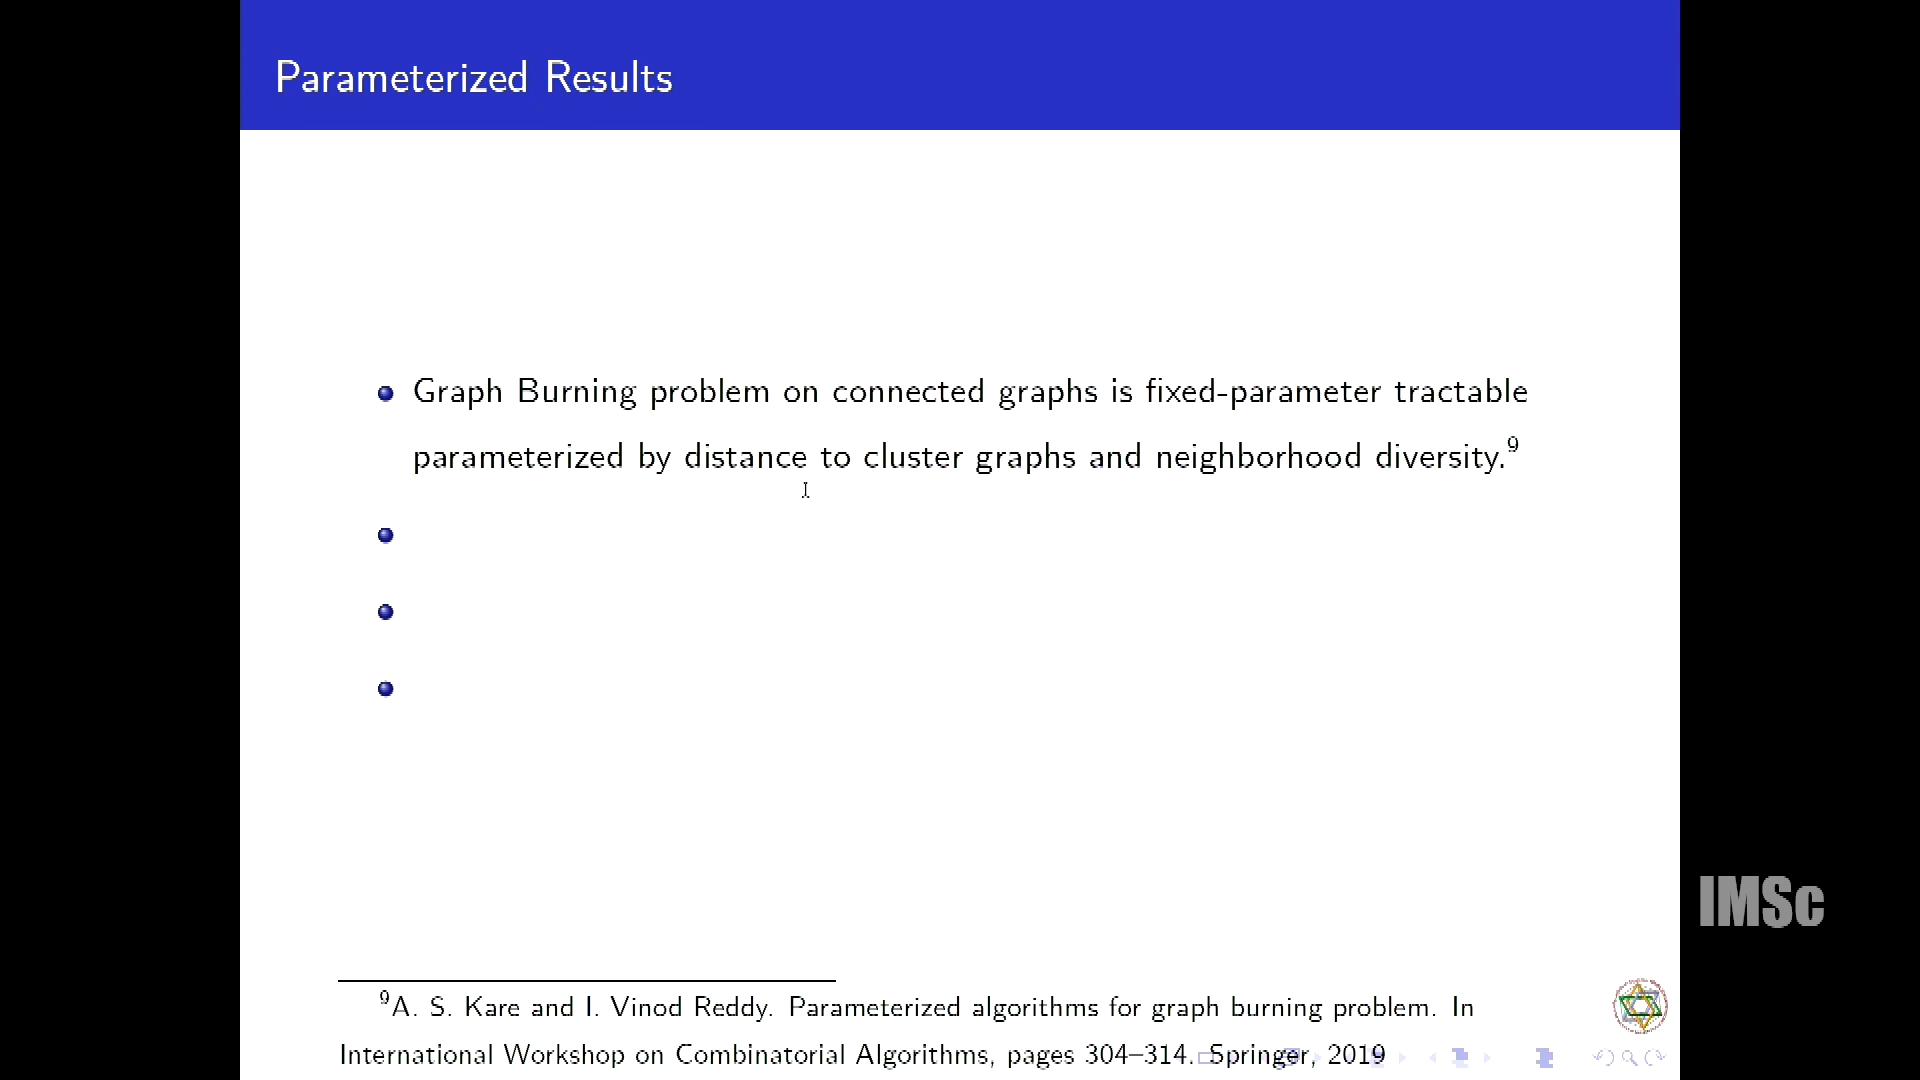 Parameterized Results
Graph Burning problem on connected graphs is fixed-parameter tractable
parameterized by distance to cluster graphs and neighborhood diversity.⁹
IMSc
⁹A. S. Kare and I. Vinod Reddy. Parameterized algorithms for graph burning problem. In
International Workshop on Combinatorial Algorithms, pages 304–314. Springer, 2019